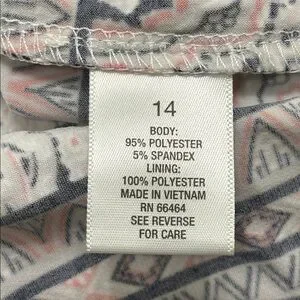 14
BODY:
95% POLYESTER
5% SPANDEX
LINING:
100% POLYESTER
MADE IN VIETNAM
RN 66464
SEE REVERSE
FOR CARE